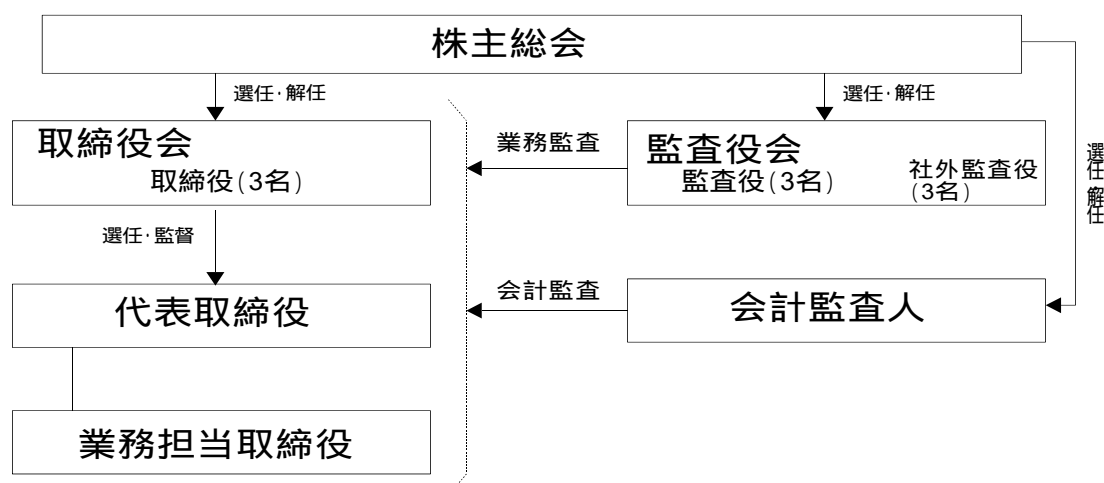 株主総会
選任・解任
選任・解任
取締役会
取締役(3名)
業務監査
監査役会
監査役(3名)
社外監査役
(3名)
選任・解任
選任・監督
代表取締役
会計監査
会計監査人
業務担当取締役